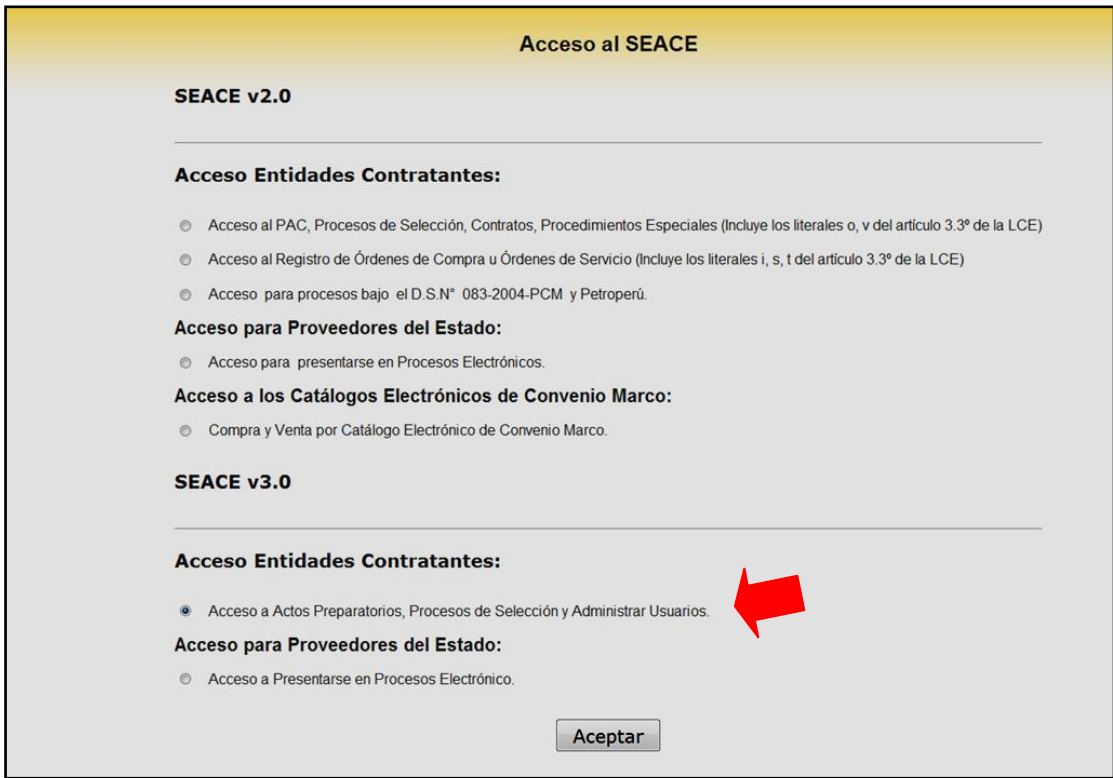 Acceso al SEACE
SEACE v2.0
Acceso Entidades Contratantes:
Acceso al PAC, Procesos de Selección, Contratos, Procedimientos Especiales (Incluye los literales o, v del artículo 3.3º de la LCE)
Acceso al Registro de Órdenes de Compra u Órdenes de Servicio (Incluye los literales i, s, t del artículo 3.3º de la LCE)
Acceso para procesos bajo el D.S.N° 083-2004-PCM y Petroperú.
Acceso para Proveedores del Estado:
Acceso para presentarse en Procesos Electrónicos.
Acceso a los Catálogos Electrónicos de Convenio Marco:
Compra y Venta por Catálogo Electrónico de Convenio Marco.
SEACE v3.0
Acceso Entidades Contratantes:
Acceso a Actos Preparatorios, Procesos de Selección y Administrar Usuarios.
Acceso para Proveedores del Estado:
Acceso a Presentarse en Procesos Electrónico.
Aceptar